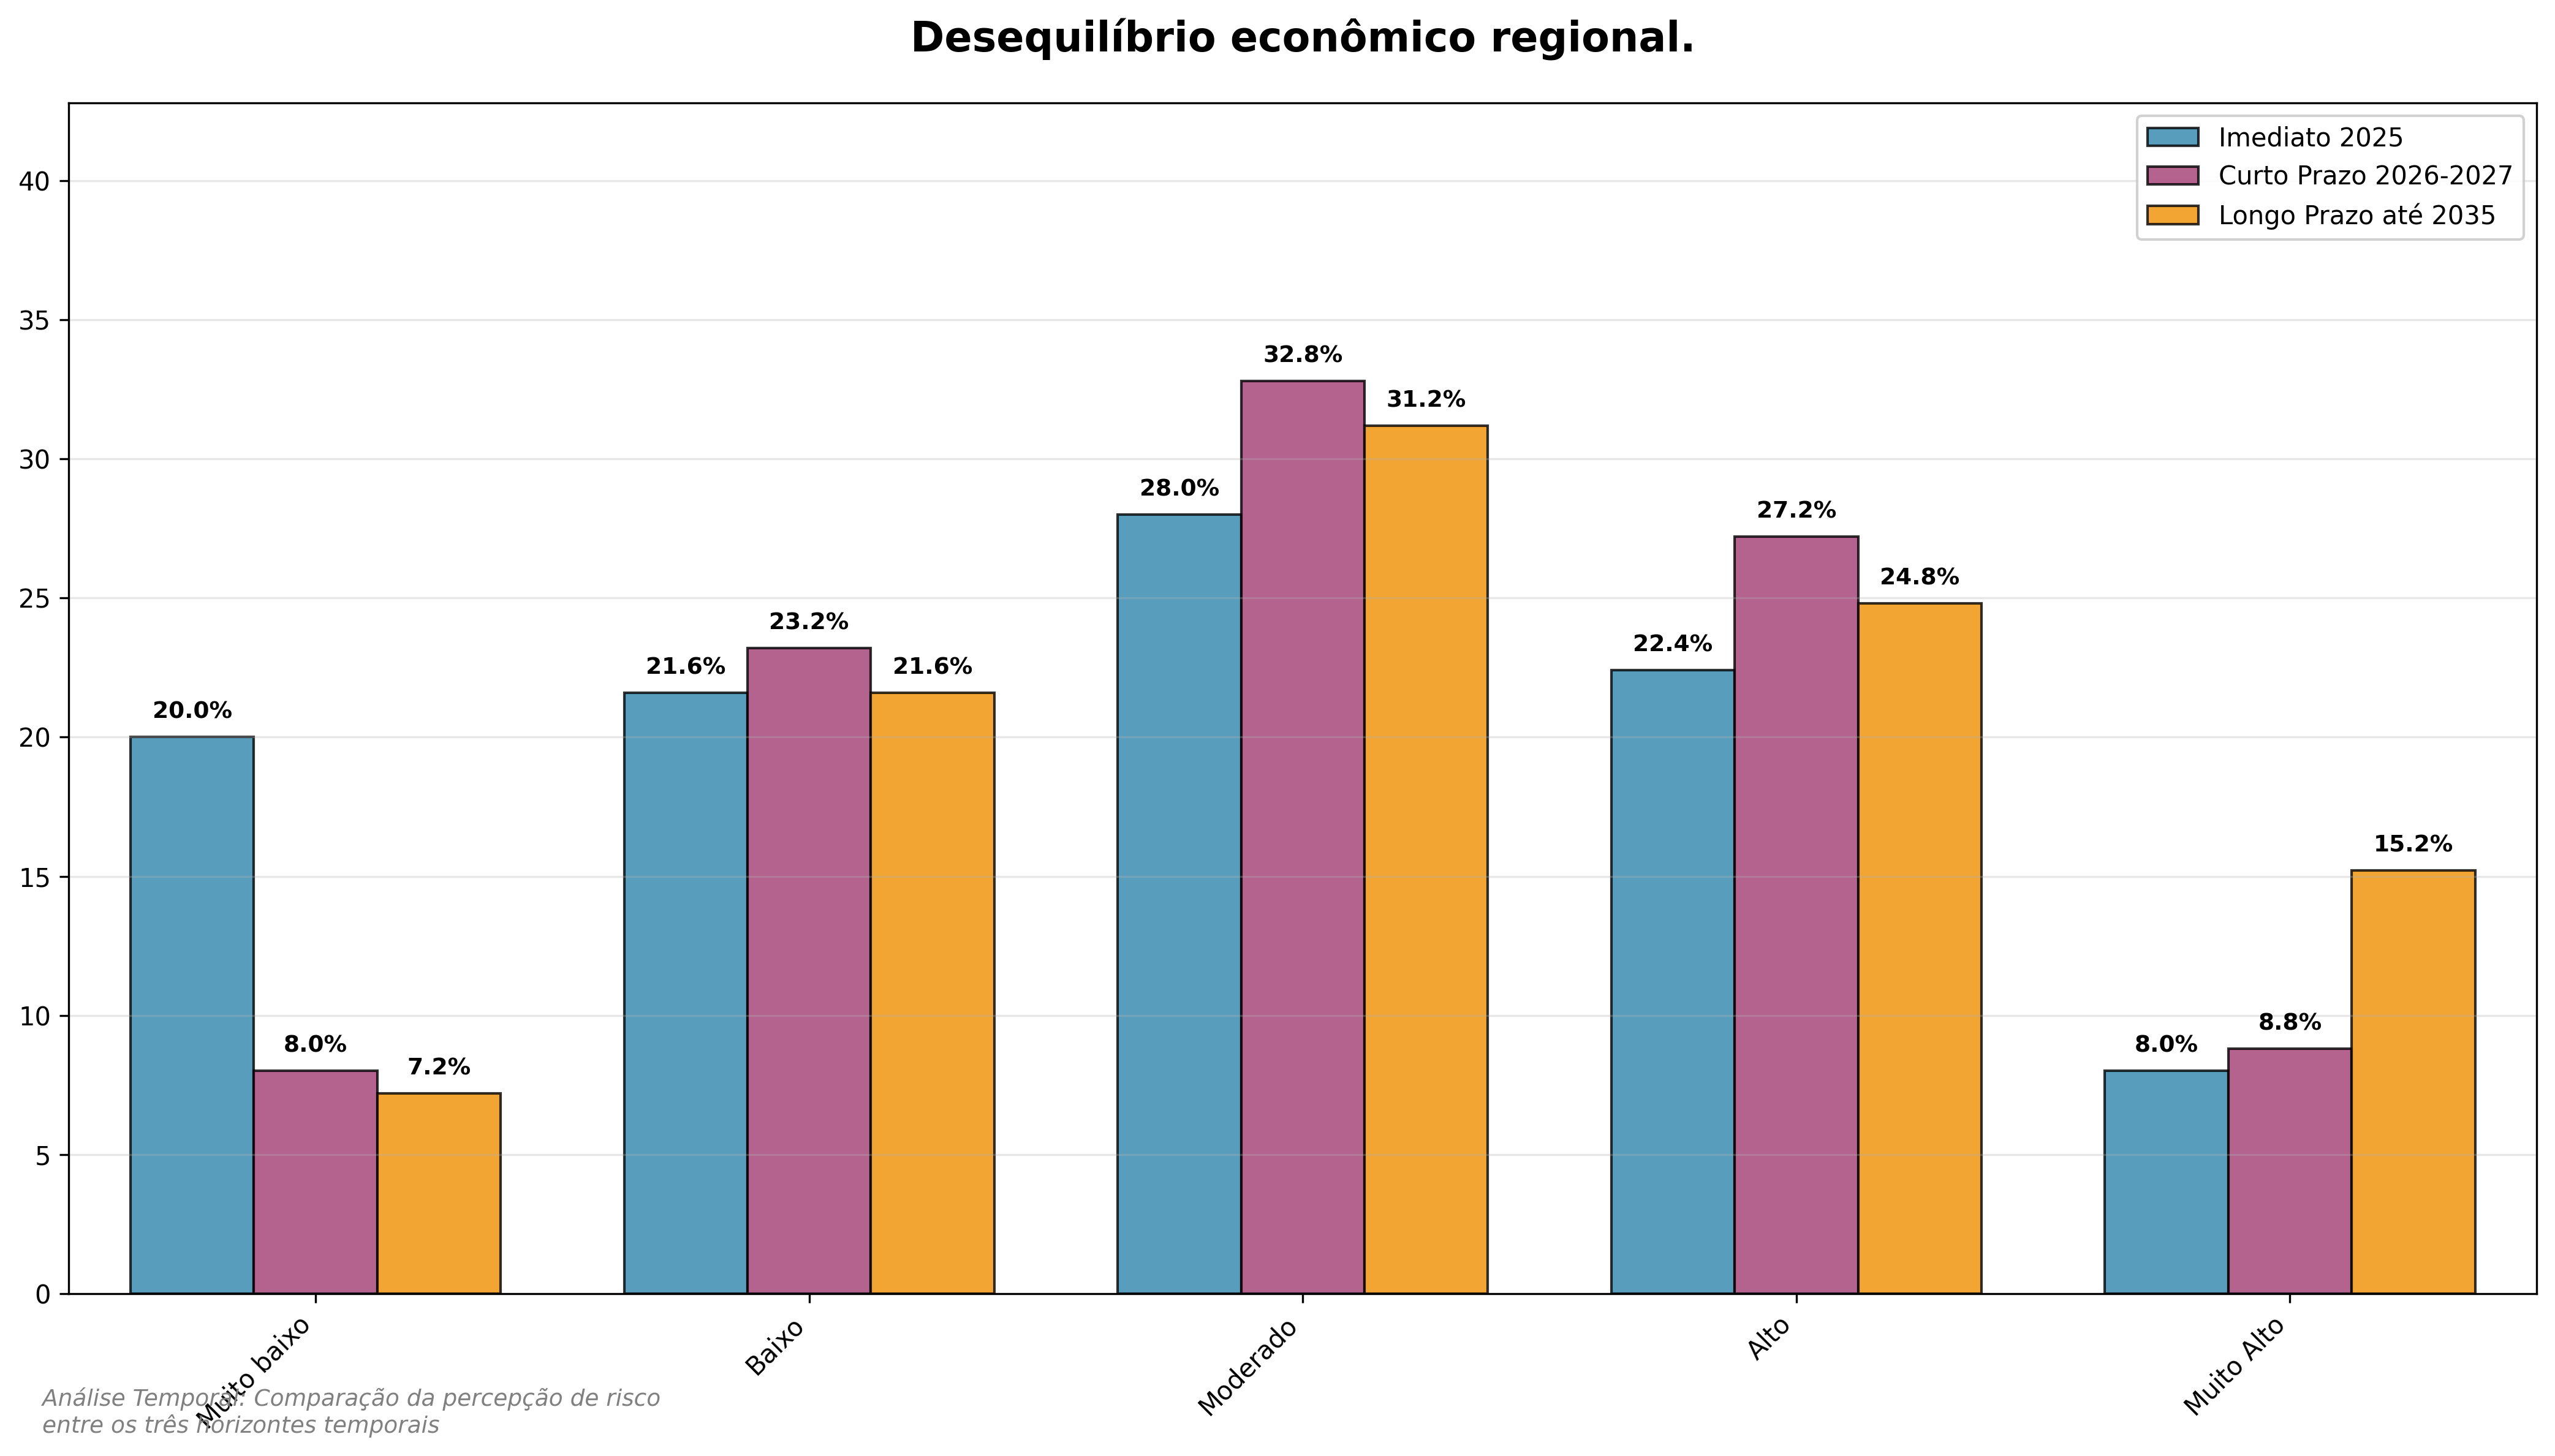 Desequilíbrio econômico regional.
Imediato 2025
Curto Prazo 2026-2027
Longo Prazo até 2035
40
35
30
25
20
15
10
5
0
20.0%
8.0%
7.2%
21.6%
23.2%
21.6%
28.0%
32.8%
31.2%
22.4%
27.2%
24.8%
8.0%
8.8%
15.2%
Muito baixo
Baixo
Moderado
Alto
Muito Alto
Análise Temporal: Comparação da percepção de risco
entre os três horizontes temporais